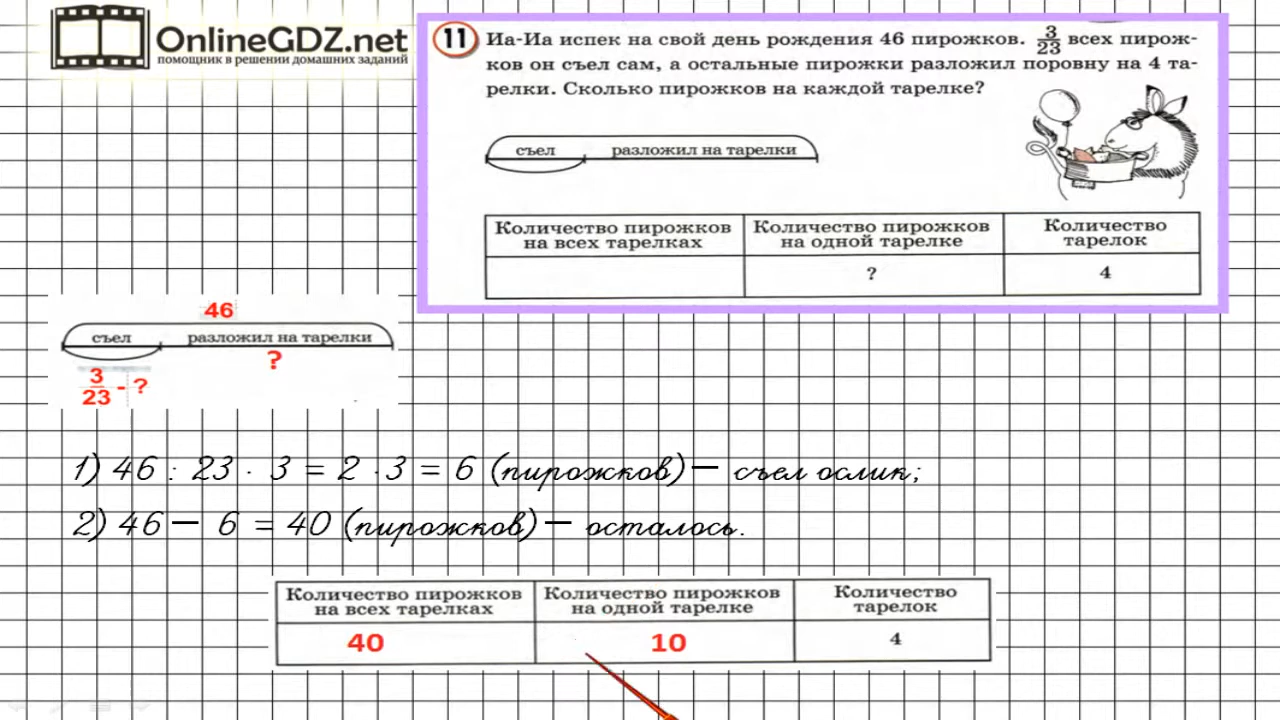 OnlineGDZ.net
помощник в решении домашних заданий
11 Иа-Иа испек на свой день рождения 46 пирожков. 3/23 всех пирож-
ков он съел сам, а остальные пирожки разложил поровну на 4 та-
релки. Сколько пирожков на каждой тарелке?
съел разложил на тарелки
Количество пирожков на всех тарелках Количество пирожков на одной тарелке Количество тарелок
? 4
46
съел разложил на тарелки
?
3/23 - ?
1) 46 : 23 · 3 = 2 · 3 = 6 (пирожков) — съел ослик;
2) 46 — 6 = 40 (пирожков) — осталось.
Количество пирожков на всех тарелках Количество пирожков на одной тарелке Количество тарелок
40 10 4